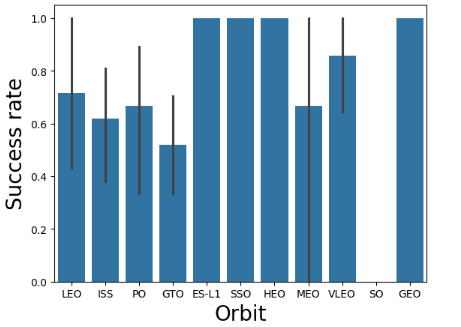 1.0
0.8
0.6
0.4
0.2
0.0
Success rate
LEO ISS PO GTO ES-L1 SSO HEO MEO VLEO SO GEO
Orbit